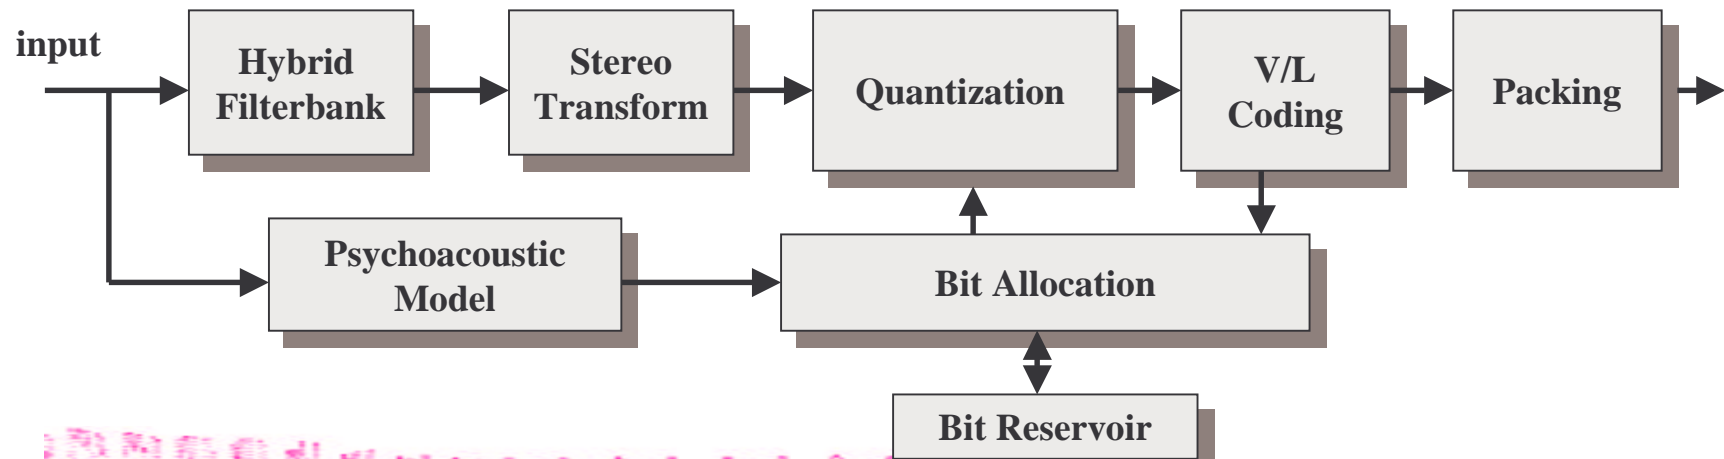 input
Hybrid
Filterbank
Stereo
Transform
Quantization
V/L
Coding
Packing
Psychoacoustic
Model
Bit Allocation
Bit Reservoir